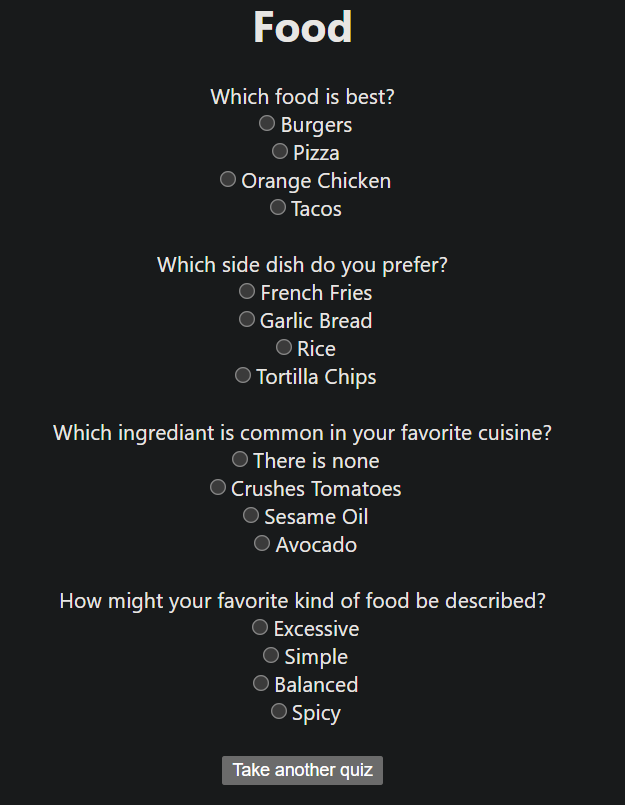 Food
Which food is best?
Burgers
Pizza
Orange Chicken
Tacos
Which side dish do you prefer?
French Fries
Garlic Bread
Rice
Tortilla Chips
Which ingrediant is common in your favorite cuisine?
There is none
Crushes Tomatoes
Sesame Oil
Avocado
How might your favorite kind of food be described?
Excessive
Simple
Balanced
Spicy
Take another quiz